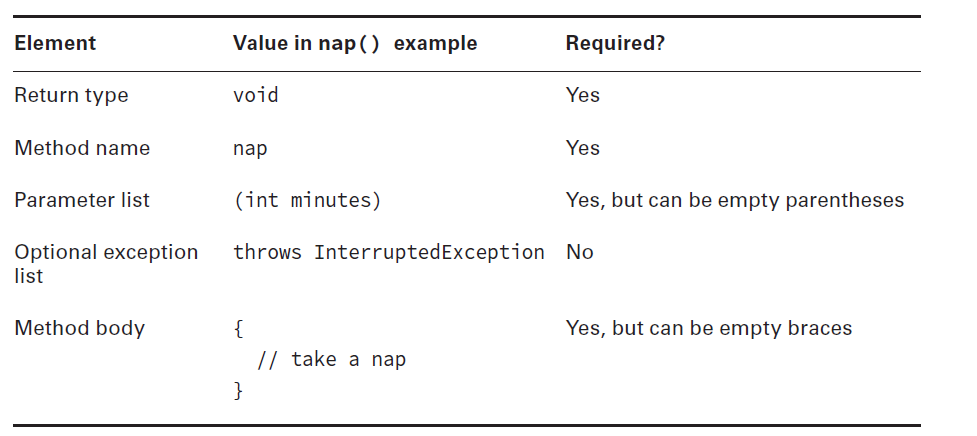 Element Value in nap() example Required?
Return type void Yes
Method name nap Yes
Parameter list (int minutes) Yes, but can be empty parentheses
Optional exception throws InterruptedException No
list
Method body { Yes, but can be empty braces
// take a nap
}